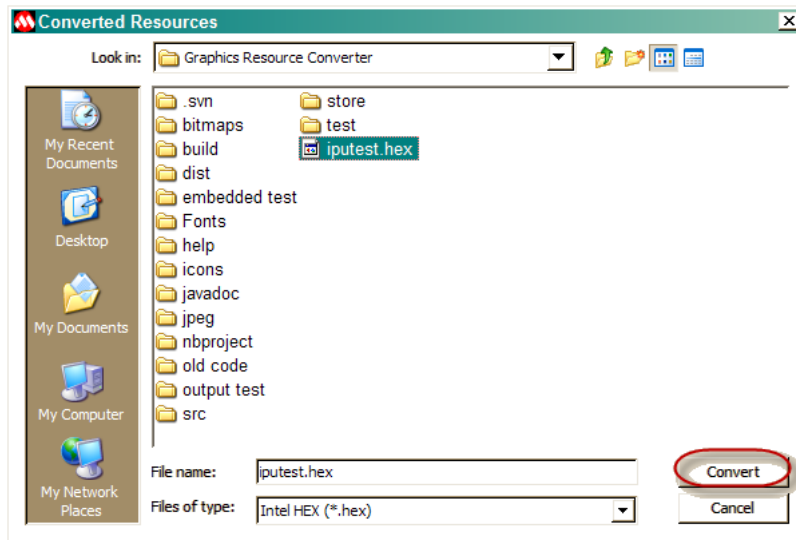 Converted Resources
Look in: Graphics Resource Converter
My Recent
Documents
Desktop
My Documents
My Computer
My Network
Places
.svn
bitmaps
build
dist
embedded test
Fonts
help
icons
javadoc
jpeg
nbproject
old code
output test
src
store
test
iputest.hex
File name: iputest.hex
Convert
Files of type: Intel HEX (*.hex)
Cancel